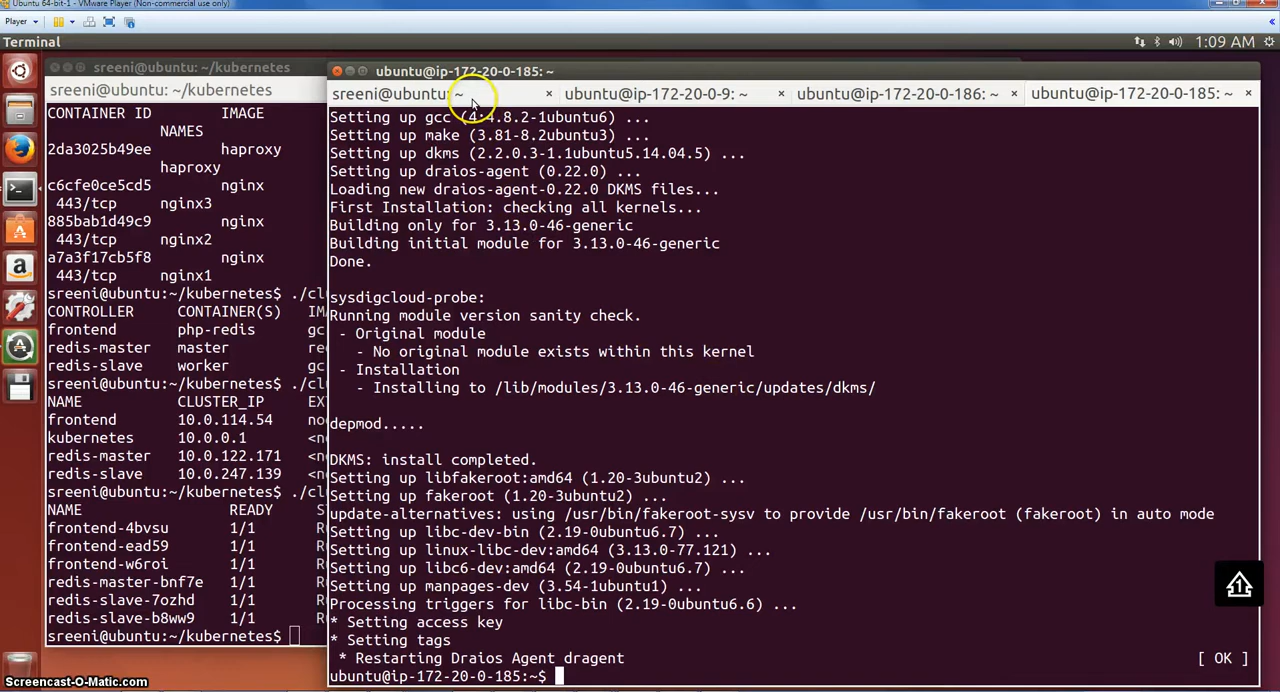 Ubuntu 64-bit-1 - VMware Player (Non-commercial use only)
Player
Terminal
1:09 AM
sreeni@ubuntu: ~/kubernetes
sreeni@ubuntu: ~/kubernetes
CONTAINER ID IMAGE
NAMES
2da3025b49ee haproxy
haproxy
c6cfe0ce5cd5 nginx
443/tcp nginx3
885bab1d49c9 nginx
443/tcp nginx2
a7a3f17cb5f8 nginx
443/tcp nginx1
sreeni@ubuntu:~/kubernetes$ ./cl
CONTROLLER CONTAINER(S) IM
frontend php-redis gc
redis-master master re
redis-slave worker gc
sreeni@ubuntu:~/kubernetes$ ./cl
NAME CLUSTER_IP EX
frontend 10.0.114.54 no
kubernetes 10.0.0.1 <n
redis-master 10.0.122.171 <n
redis-slave 10.0.247.139 <n
sreeni@ubuntu:~/kubernetes$ ./cl
NAME READY S
frontend-4bvsu 1/1 R
frontend-ead59 1/1 R
frontend-w6roi 1/1 R
redis-master-bnf7e 1/1 R
redis-slave-7ozhd 1/1 R
redis-slave-b8ww9 1/1 R
sreeni@ubuntu:~/kubernetes$
ubuntu@ip-172-20-0-185: ~
sreeni@ubuntu: ~ × ubuntu@ip-172-20-0-9: ~ × ubuntu@ip-172-20-0-186: ~ × ubuntu@ip-172-20-0-185: ~ ×
Setting up gcc (4:4.8.2-1ubuntu6) ...
Setting up make (3.81-8.2ubuntu3) ...
Setting up dkms (2.2.0.3-1.1ubuntu5.14.04.5) ...
Setting up draios-agent (0.22.0) ...
Loading new draios-agent-0.22.0 DKMS files...
First Installation: checking all kernels...
Building only for 3.13.0-46-generic
Building initial module for 3.13.0-46-generic
Done.
sysdigcloud-probe:
Running module version sanity check.
- Original module
- No original module exists within this kernel
- Installation
- Installing to /lib/modules/3.13.0-46-generic/updates/dkms/
depmod.....
DKMS: install completed.
Setting up libfakeroot:amd64 (1.20-3ubuntu2) ...
Setting up fakeroot (1.20-3ubuntu2) ...
update-alternatives: using /usr/bin/fakeroot-sysv to provide /usr/bin/fakeroot (fakeroot) in auto mode
Setting up libc-dev-bin (2.19-0ubuntu6.7) ...
Setting up linux-libc-dev:amd64 (3.13.0-77.121) ...
Setting up libc6-dev:amd64 (2.19-0ubuntu6.7) ...
Setting up manpages-dev (3.54-1ubuntu1) ...
Processing triggers for libc-bin (2.19-0ubuntu6.6) ...
* Setting access key
* Setting tags
* Restarting Draios Agent dragent [ OK ]
ubuntu@ip-172-20-0-185:~$
Screencast-O-Matic.com